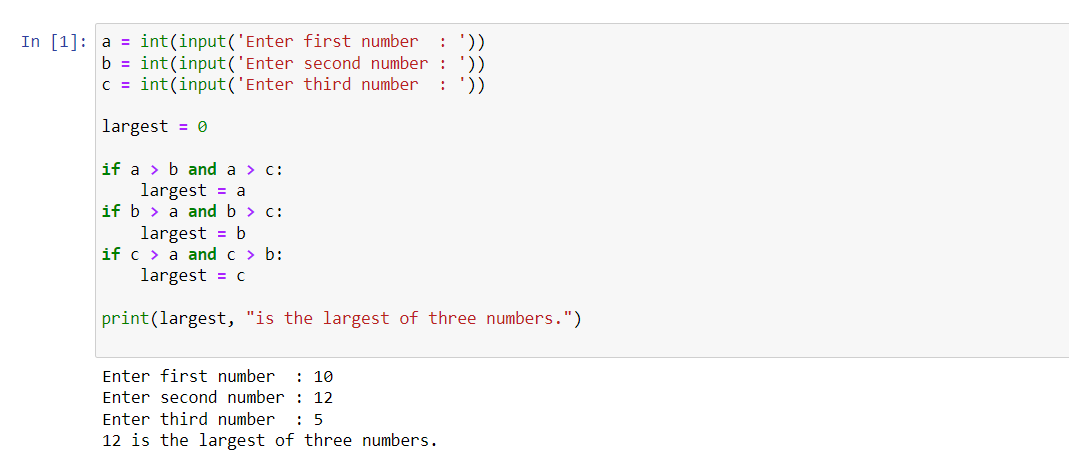 In [1]: a = int(input('Enter first number  : '))
b = int(input('Enter second number : '))
c = int(input('Enter third number  : '))
largest = 0
if a > b and a > c:
    largest = a
if b > a and b > c:
    largest = b
if c > a and c > b:
    largest = c
print(largest, "is the largest of three numbers.")
Enter first number  : 10
Enter second number : 12
Enter third number  : 5
12 is the largest of three numbers.